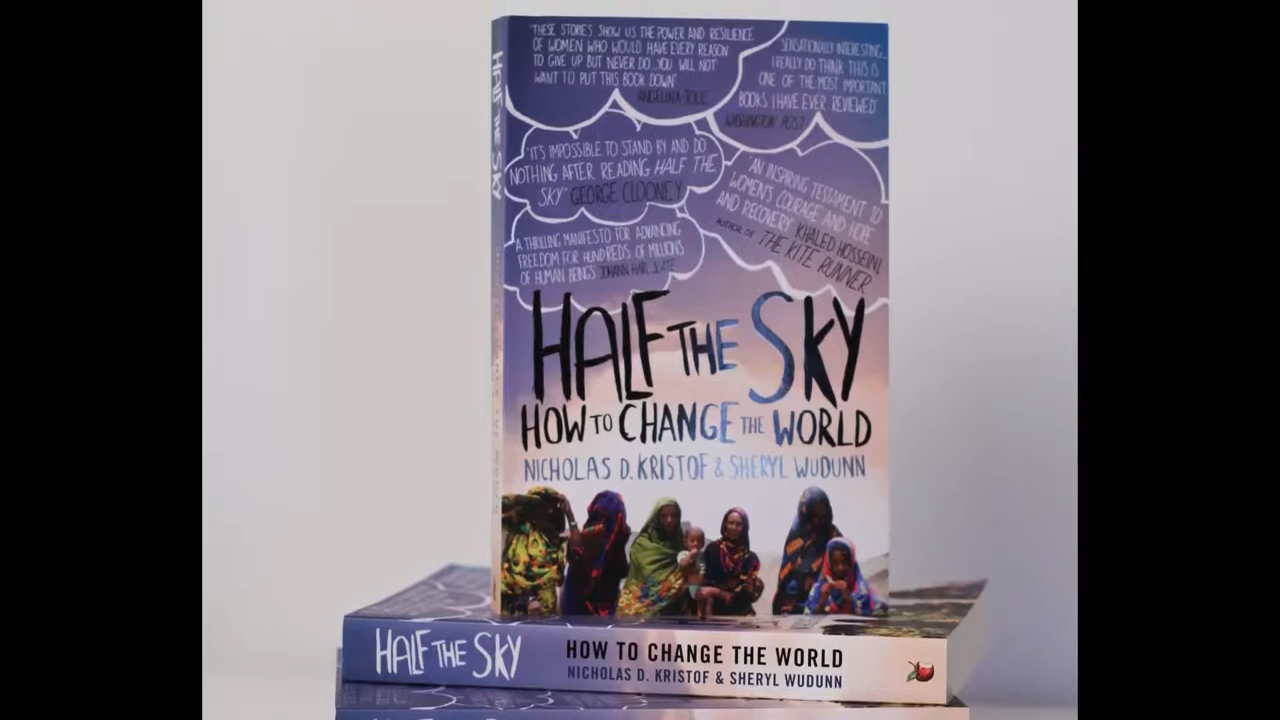 "THESE STORIES SHOW US THE POWER AND RESILIENCE
OF WOMEN WHO WOULD HAVE EVERY REASON
TO GIVE UP BUT NEVER DO...YOU WILL NOT
WANT TO PUT THIS BOOK DOWN"
ANGELINA JOLIE
SENSATIONALLY INTERESTING...
I REALLY DO THINK THIS IS
ONE OF THE MOST IMPORTANT
BOOKS I HAVE EVER REVIEWED"
WASHINGTON POST
'IT'S IMPOSSIBLE TO STAND BY AND DO
NOTHING AFTER READING HALF THE
SKY" GEORGE CLOONEY
"AN INSPIRING TESTAMENT TO
WOMEN'S COURAGE AND HOPE
AND RECOVERY" KHALED HOSSEINI,
AUTHOR OF THE KITE RUNNER
A THRILLING MANIFESTO FOR ADVANCING
FREEDOM FOR HUNDREDS OF MILLIONS
OF HUMAN BEINGS JOHANN HARI, SLATE
HALF THE SKY
HOW TO CHANGE THE WORLD
NICHOLAS D. KRISTOF & SHERYL WUDUNN
HALF THE SKY
HALF THE SKY HOW TO CHANGE THE WORLD
NICHOLAS D. KRISTOF & SHERYL WUDUNN